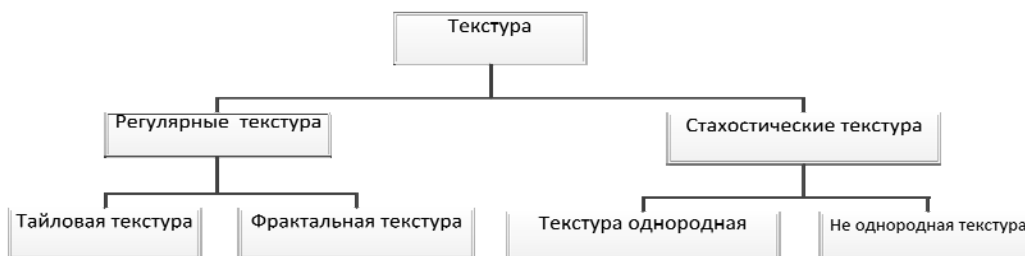 Текстура
Регулярные текстура
Стахостические текстура
Тайловая текстура
Фрактальная текстура
Текстура однородная
Не однородная текстура